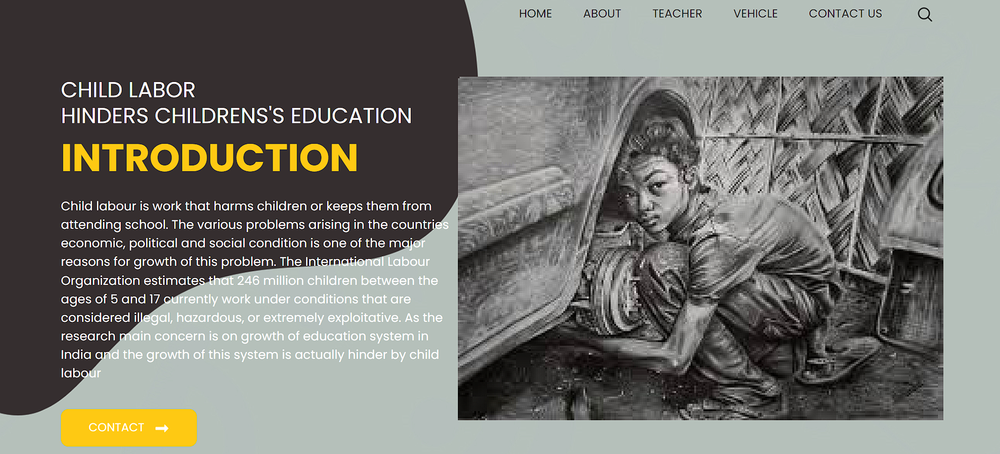 HOME ABOUT TEACHER VEHICLE CONTACT US
CHILD LABOR
HINDERS CHILDRENS'S EDUCATION
INTRODUCTION
Child labour is work that harms children or keeps them from
attending school. The various problems arising in the countries
economic, political and social condition is one of the major
reasons for growth of this problem. The International Labour
Organization estimates that 246 million children between the
ages of 5 and 17 currently work under conditions that are
considered illegal, hazardous, or extremely exploitative. As the
research main concern is on growth of education system in
India and the growth of this system is actually hinder by child
labour
CONTACT